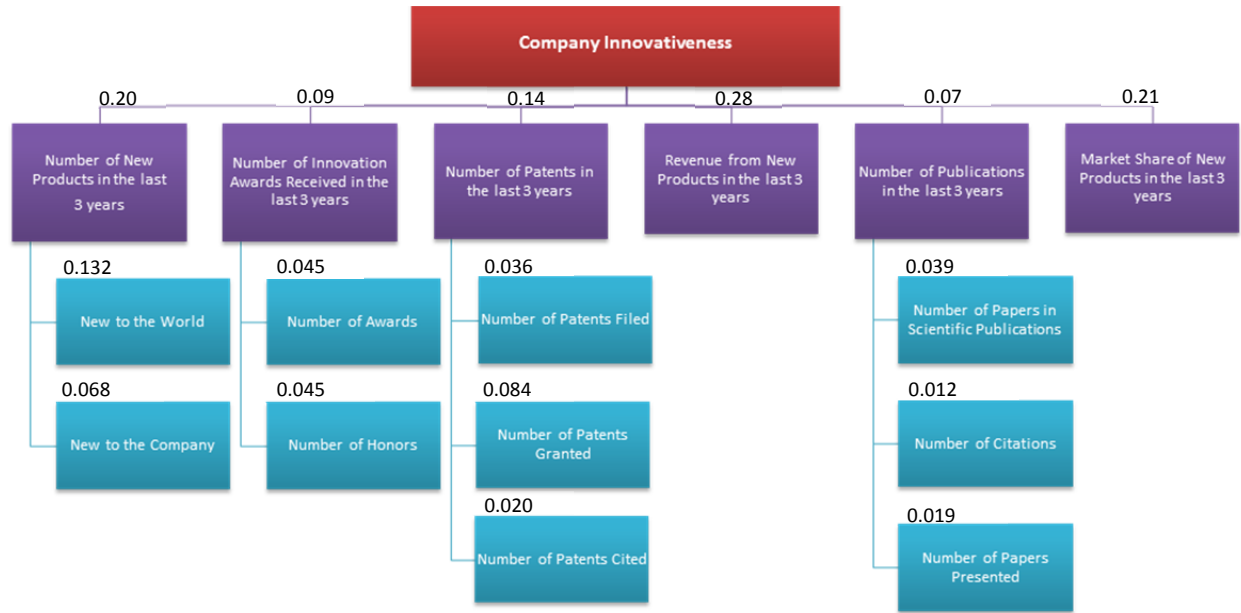 Company Innovativeness
0.20
0.09
0.14
0.28
0.07
0.21
Number of New
Products in the last
3 years
Number of Innovation
Awards Received in the
last 3 years
Number of Patents in
the last 3 years
Revenue from New
Products in the last 3
years
Number of Publications
in the last 3 years
Market Share of New
Products in the last 3
years
0.132
New to the World
0.068
New to the Company
0.045
Number of Awards
0.045
Number of Honors
0.036
Number of Patents Filed
0.084
Number of Patents
Granted
0.020
Number of Patents Cited
0.039
Number of Papers in
Scientific Publications
0.012
Number of Citations
0.019
Number of Papers
Presented